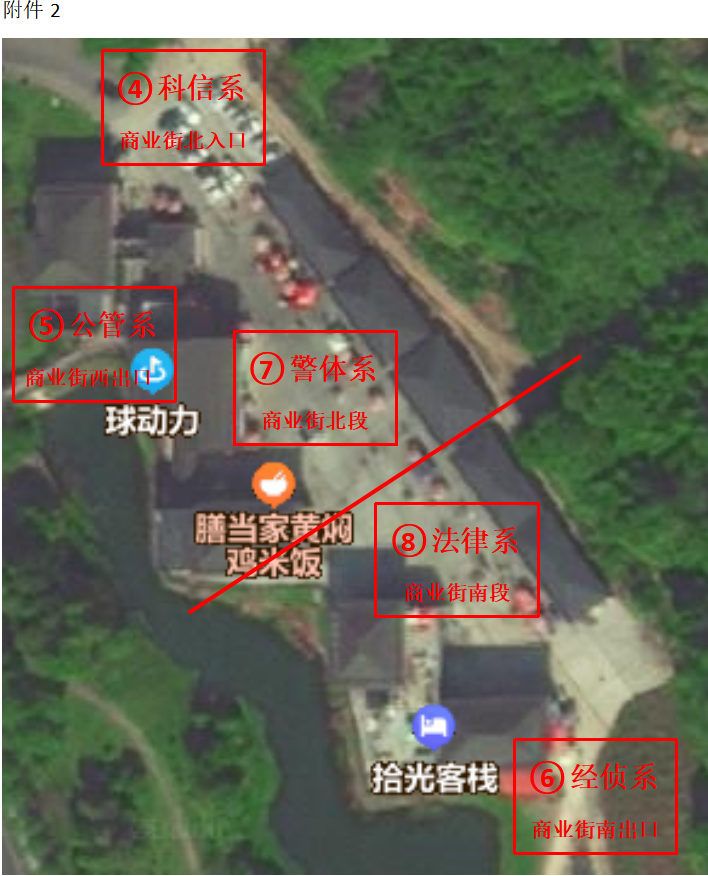 附件 2
④科信系
商业街北入口
⑤公管系
商业街西出口
球动力
⑦警体系
商业街北段
膳当家黄焖
鸡米饭
⑧法律系
商业街南段
拾光客栈
⑥经侦系
商业街南出口